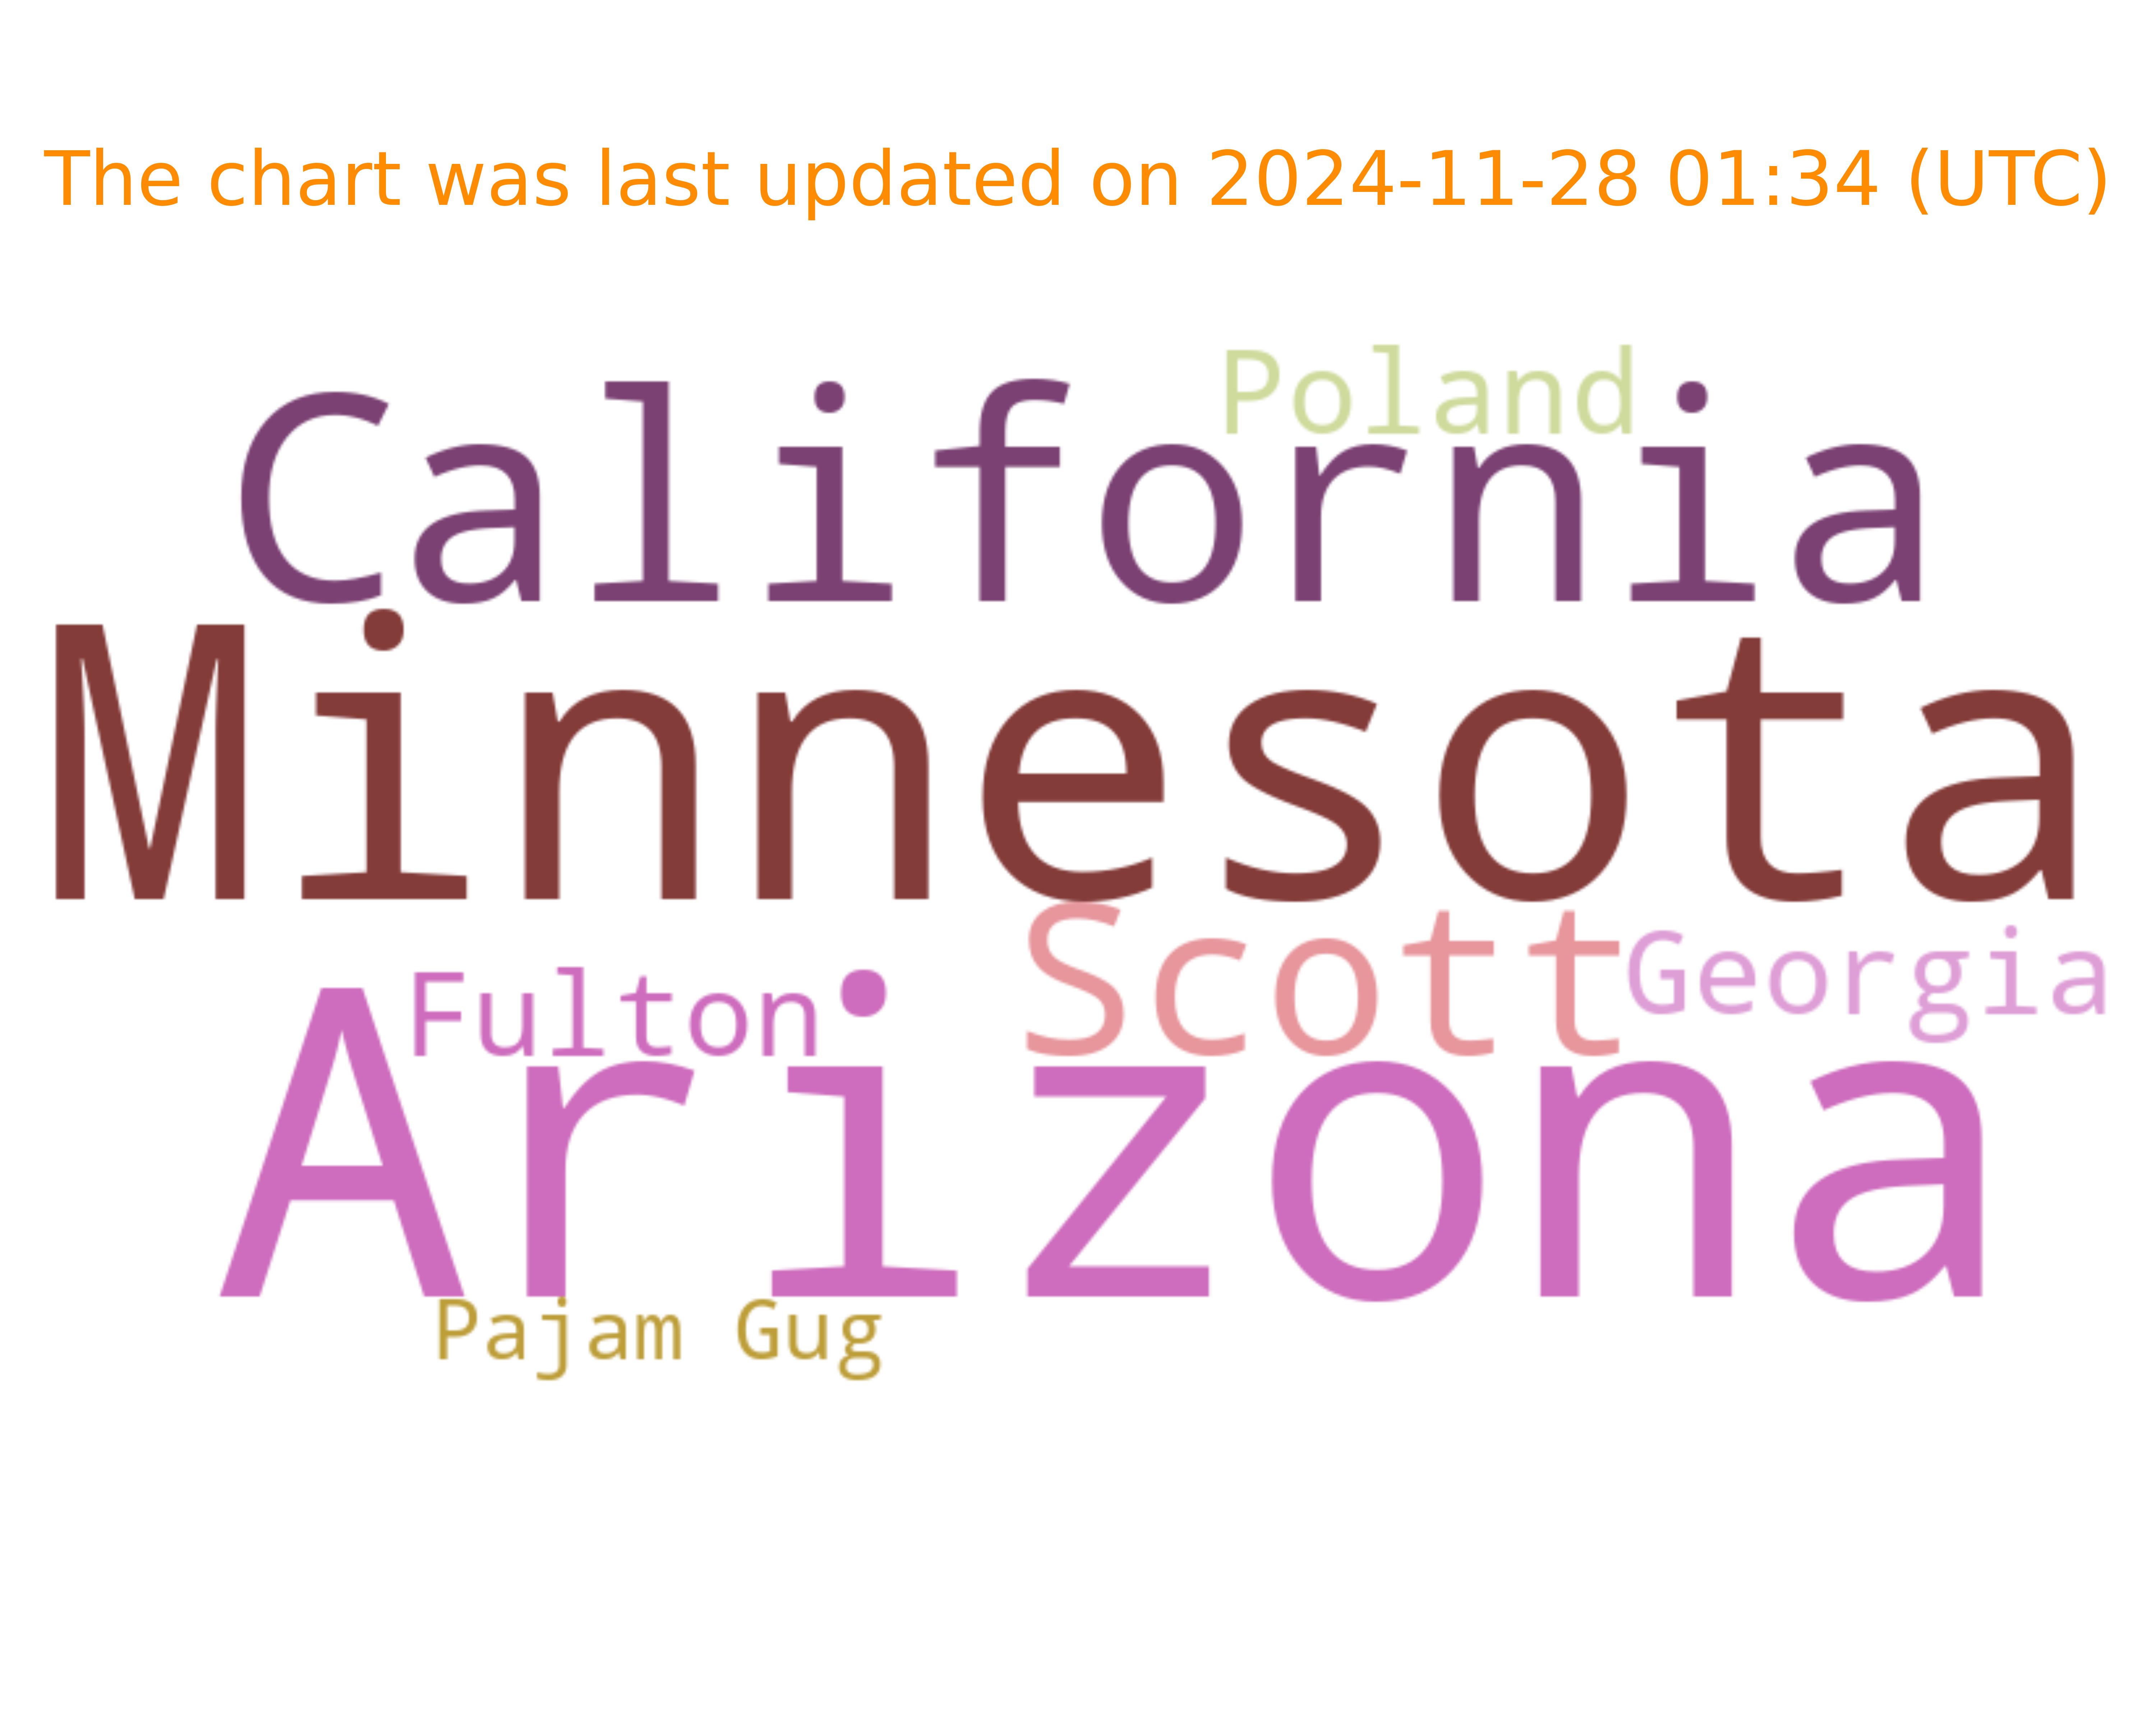 The chart was last updated on 2024-11-28 01:34 (UTC)
Poland
California
Minnesota
Scott
Georgia
Fulton
Arizona
Pajam Gug